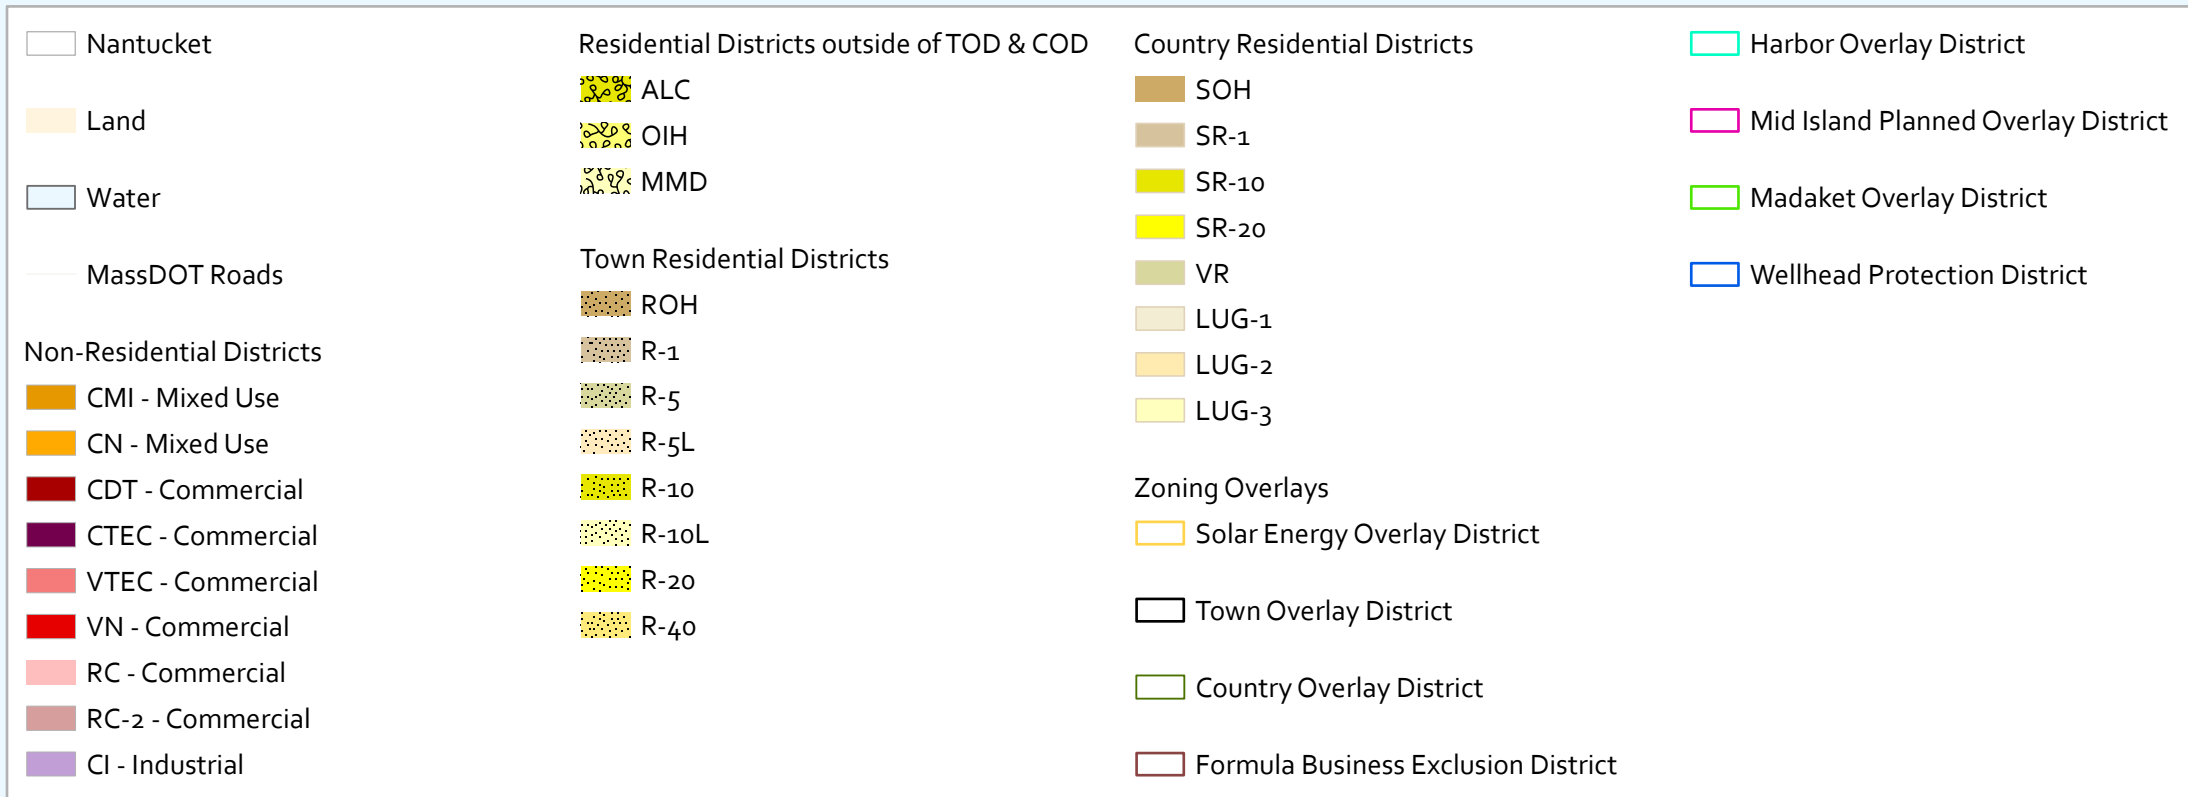 Nantucket
Land
Water
MassDOT Roads
Non-Residential Districts
CMI - Mixed Use
CN - Mixed Use
CDT - Commercial
CTEC - Commercial
VTEC - Commercial
VN - Commercial
RC - Commercial
RC-2 - Commercial
CI - Industrial
Residential Districts outside of TOD & COD
ALC
OIH
MMD
Town Residential Districts
ROH
R-1
R-5
R-5L
R-10
R-10L
R-20
R-40
Country Residential Districts
SOH
SR-1
SR-10
SR-20
VR
LUG-1
LUG-2
LUG-3
Zoning Overlays
Solar Energy Overlay District
Town Overlay District
Country Overlay District
Formula Business Exclusion District
Harbor Overlay District
Mid Island Planned Overlay District
Madaket Overlay District
Wellhead Protection District